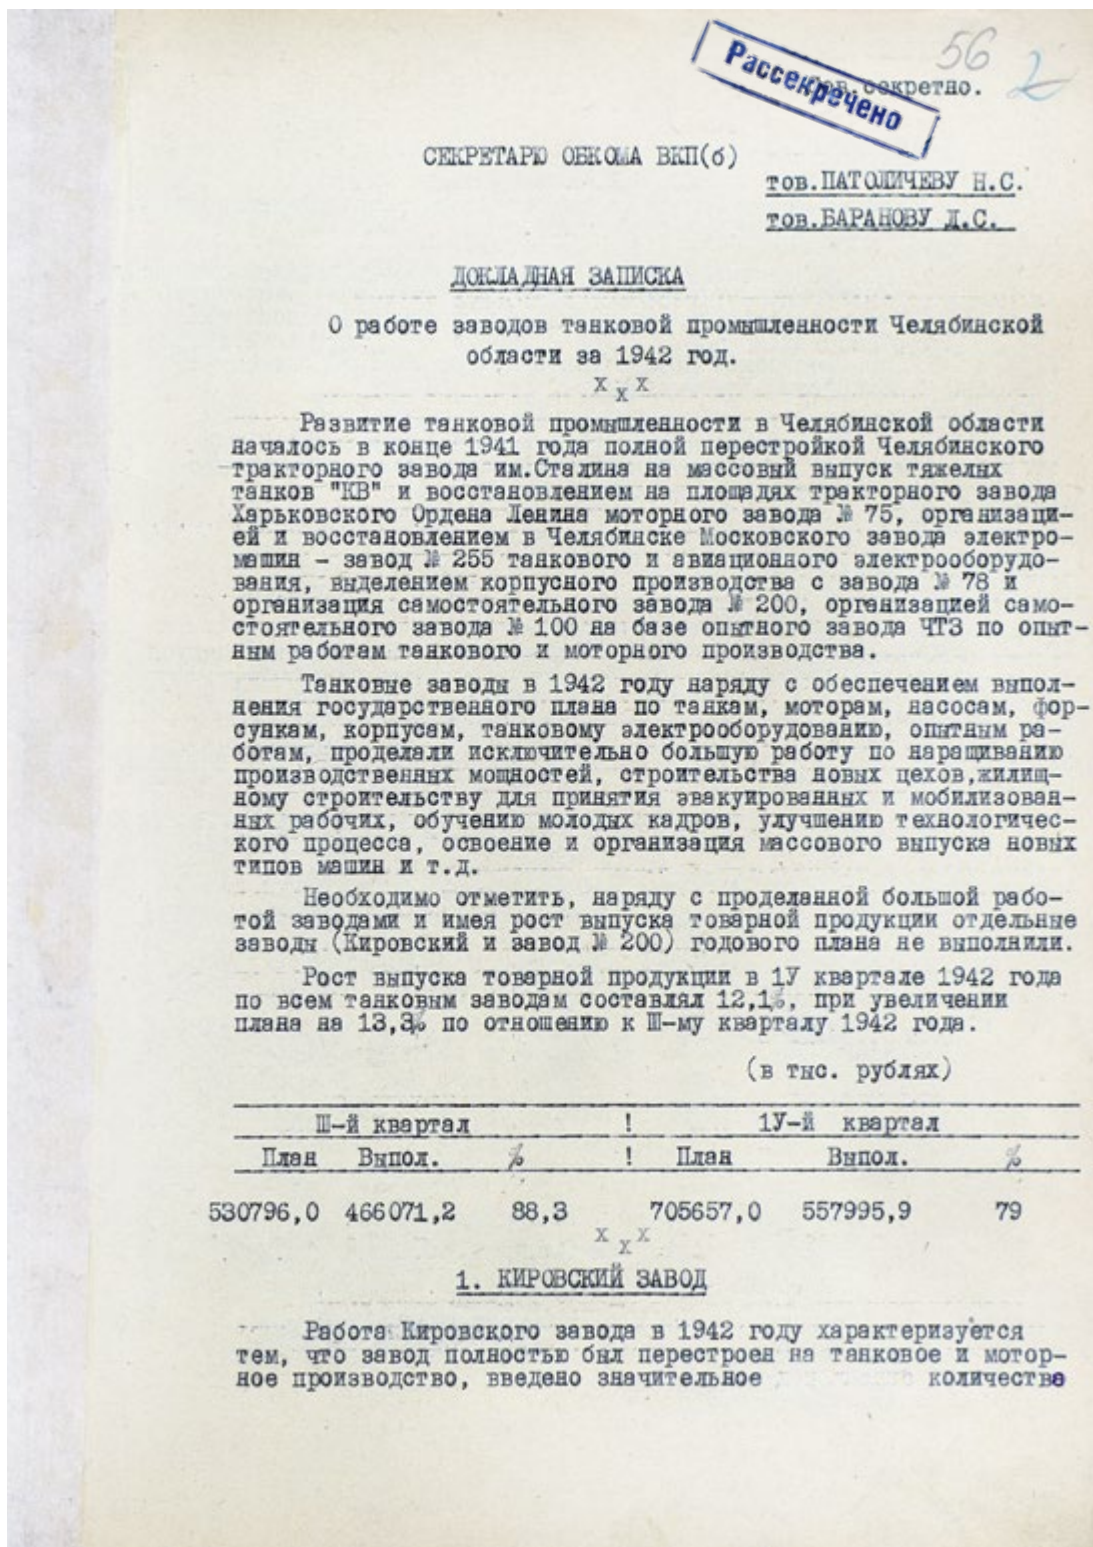 56 2
Рассекречено
Сов.секретно.
СЕКРЕТАРЮ ОБКОМА ВКП(б)
тов.ПАТОЛИЧЕВУ Н.С.
тов.БАРАНОВУ Л.С.
ДОКЛАДНАЯ ЗАПИСКА
О работе заводов танковой промышленности Челябинской
области за 1942 год.
х х х
Развитие танковой промышленности в Челябинской области
началось в конце 1941 года полной перестройкой Челябинского
тракторного завода им.Сталина на массовый выпуск тяжелых
танков "КВ" и восстановлением на площадях тракторного завода
Харьковского Ордена Ленина моторного завода № 75, организаци-
ей и восстановлением в Челябинске Московского завода электро-
машин - завод № 255 танкового и авиационного электрооборудо-
вания, выделением корпусного производства с завода № 78 и
организация самостоятельного завода № 200, организацией само-
стоятельного завода № 100 на базе опытного завода ЧТЗ по опыт-
ным работам танкового и моторного производства.
Танковые заводы в 1942 году наряду с обеспечением выпол-
нения государственного плана по танкам, моторам, насосам, фор-
сункам, корпусам, танковому электрооборудованию, опытным ра-
ботам, проделали исключительно большую работу по наращиванию
производственных мощностей, строительства новых цехов,жилищ-
ному строительству для принятия эвакуированных и мобилизован-
ных рабочих, обучению молодых кадров, улучшению технологичес-
кого процесса, освоение и организация массового выпуска новых
типов машин и т.д.
Необходимо отметить, наряду с проделанной большой рабо-
той заводами и имея рост выпуска товарной продукции отдельные
заводы (Кировский и завод № 200) годового плана не выполнили.
Рост выпуска товарной продукции в 1У квартале 1942 года
по всем танковым заводам составлял 12,1%, при увеличении
плана на 13,3% по отношению к Ш-му кварталу 1942 года.
(в тыс. рублях)
Ш-й квартал ! 1У-й квартал
План Выпол. % ! План Выпол. %
530796,0 466071,2 88,3 705657,0 557995,9 79
х х х
1. КИРОВСКИЙ ЗАВОД
Работа Кировского завода в 1942 году характеризуется
тем, что завод полностью был перестроен на танковое и мотор-
ное производство, введено значительное количество